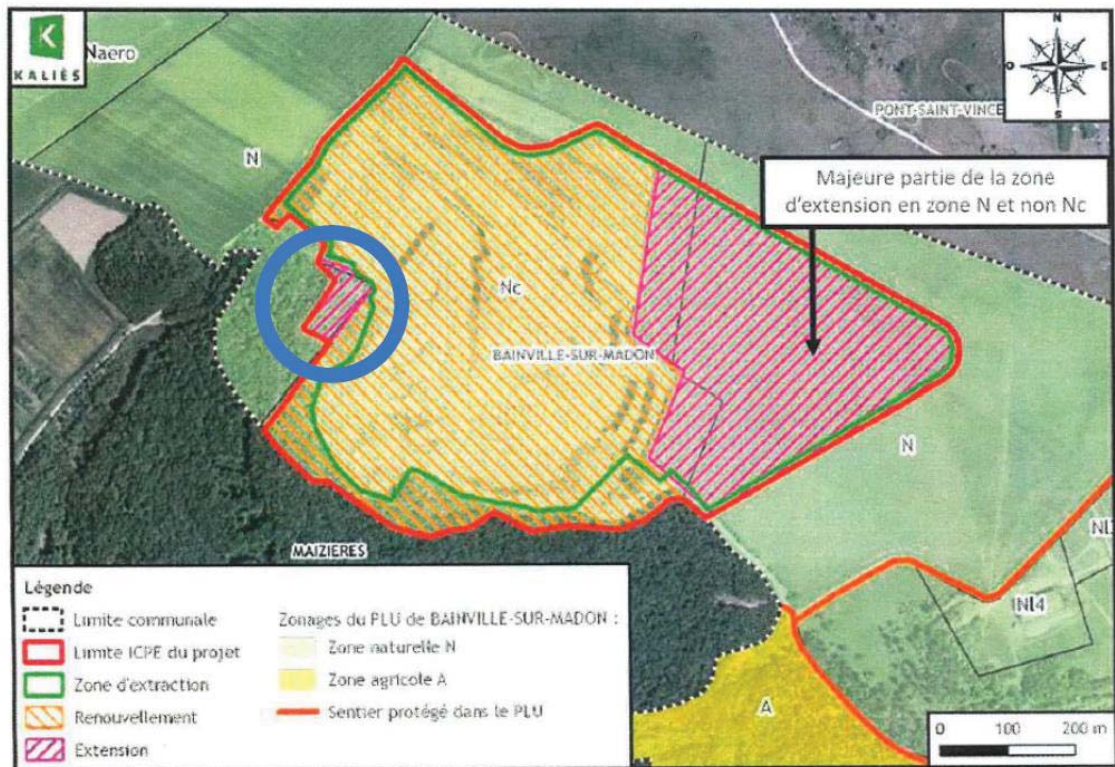 KALIÈS
Naero
N
O
E
S
PONT-SAINT-VINCE
N
Majeure partie de la zone
d'extension en zone N et non Nc
Nc
BAINVILLE-SUR-MADON
N
MAIZIERES
Nl
Nl4
A
Légende
Limite communale
Limite ICPE du projet
Zone d'extraction
Renouvellement
Extension
Zonages du PLU de BAINVILLE-SUR-MADON :
Zone naturelle N
Zone agricole A
Sentier protégé dans le PLU
0 100 200 m